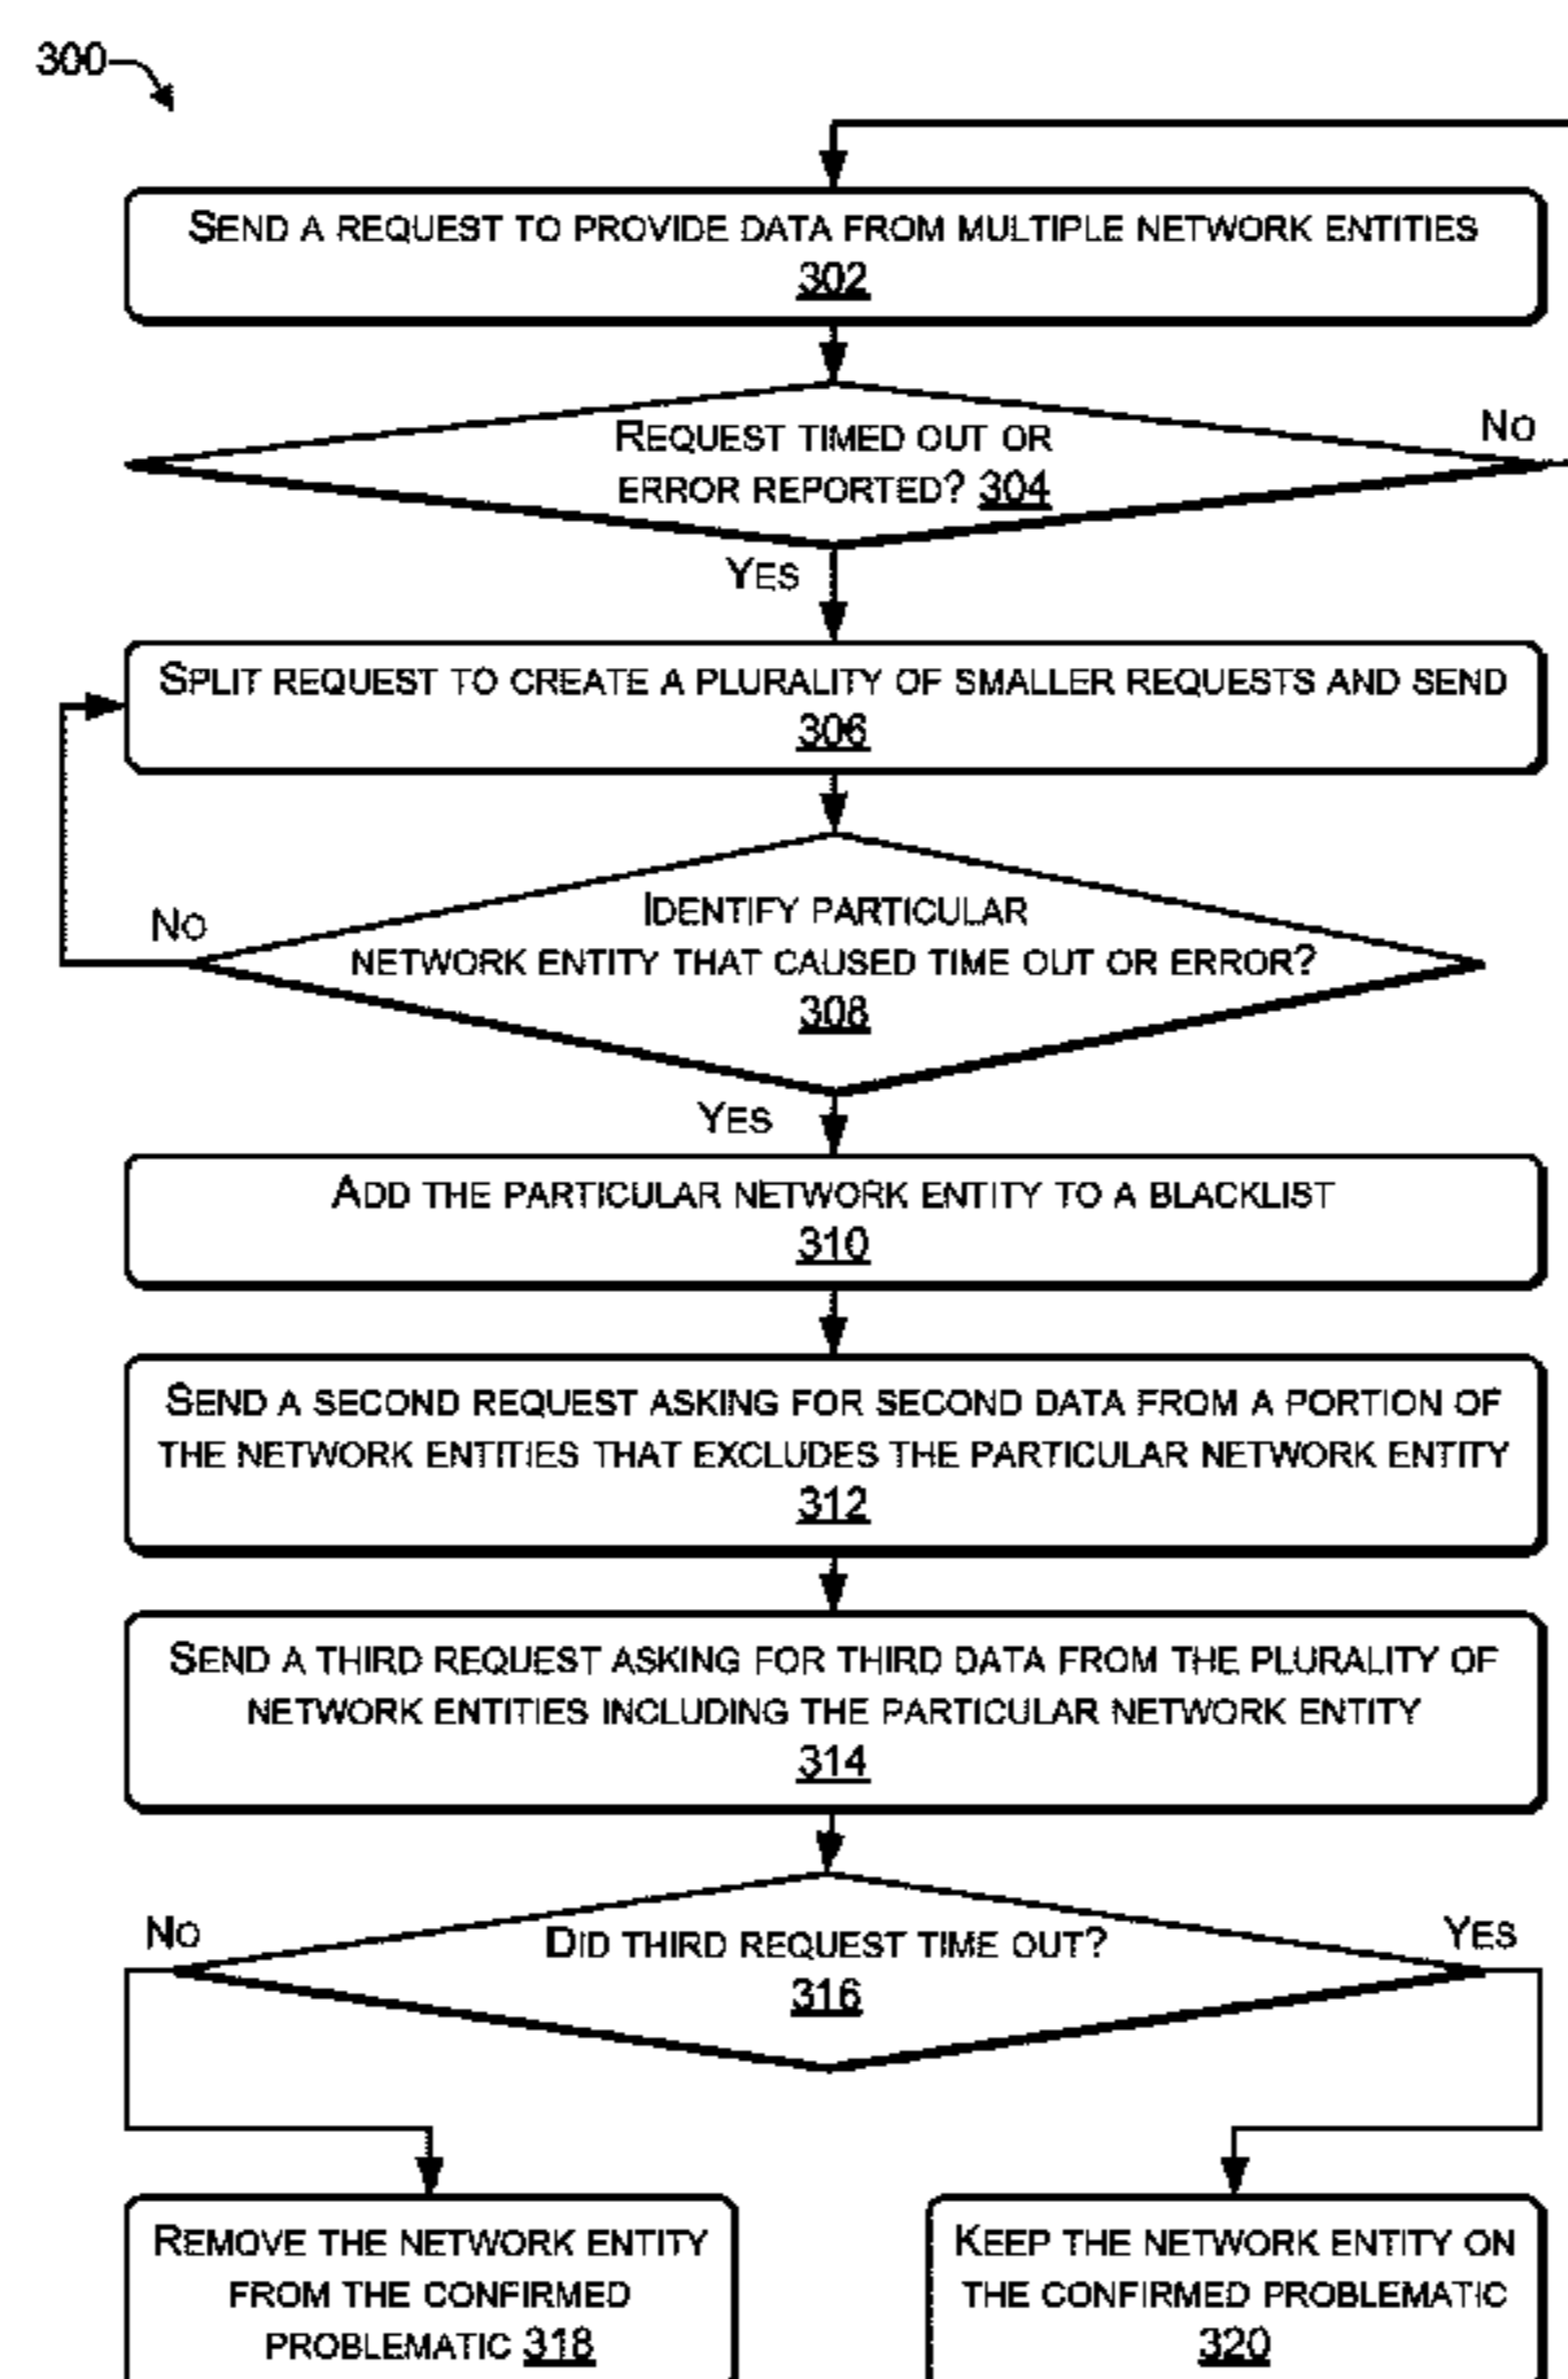 300
SEND A REQUEST TO PROVIDE DATA FROM MULTIPLE NETWORK ENTITIES
302
REQUEST TIMED OUT OR
ERROR REPORTED? 304
NO
YES
SPLIT REQUEST TO CREATE A PLURALITY OF SMALLER REQUESTS AND SEND
306
IDENTIFY PARTICULAR
NETWORK ENTITY THAT CAUSED TIME OUT OR ERROR?
308
NO
YES
ADD THE PARTICULAR NETWORK ENTITY TO A BLACKLIST
310
SEND A SECOND REQUEST ASKING FOR SECOND DATA FROM A PORTION OF
THE NETWORK ENTITIES THAT EXCLUDES THE PARTICULAR NETWORK ENTITY
312
SEND A THIRD REQUEST ASKING FOR THIRD DATA FROM THE PLURALITY OF
NETWORK ENTITIES INCLUDING THE PARTICULAR NETWORK ENTITY
314
NO
DID THIRD REQUEST TIME OUT?
316
YES
REMOVE THE NETWORK ENTITY
FROM THE CONFIRMED
PROBLEMATIC 318
KEEP THE NETWORK ENTITY ON
THE CONFIRMED PROBLEMATIC
320